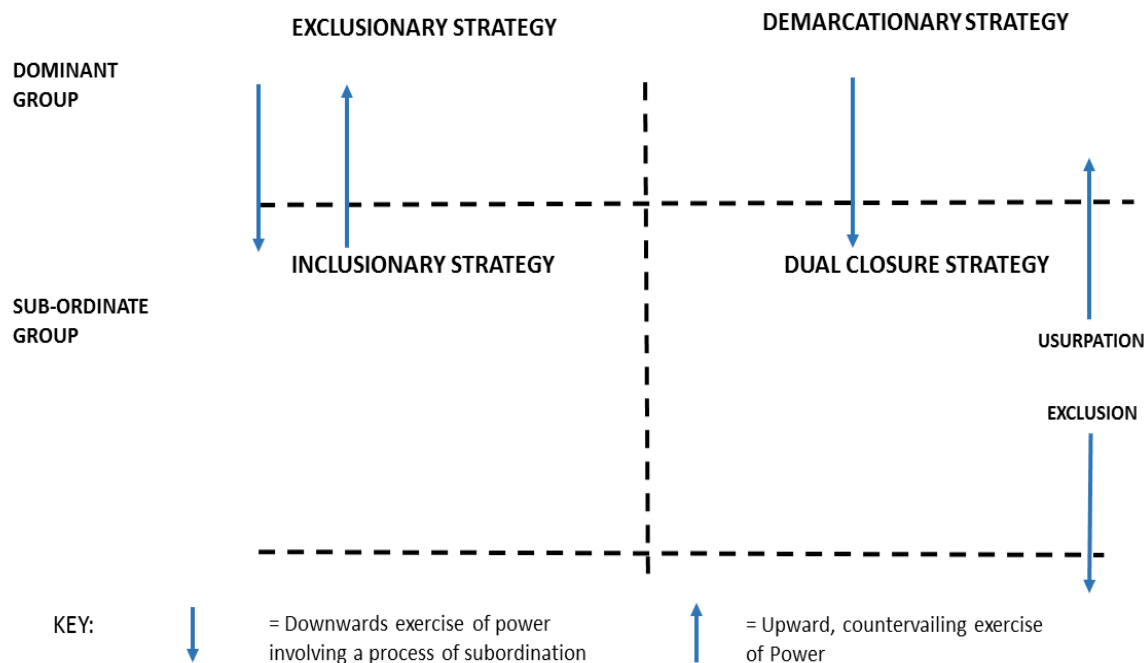 EXCLUSIONARY STRATEGY
DEMARCATIONARY STRATEGY
DOMINANT
GROUP
INCLUSIONARY STRATEGY
DUAL CLOSURE STRATEGY
SUB-ORDINATE
GROUP
USURPATION
EXCLUSION
KEY:
= Downwards exercise of power
involving a process of subordination
= Upward, countervailing exercise
of Power